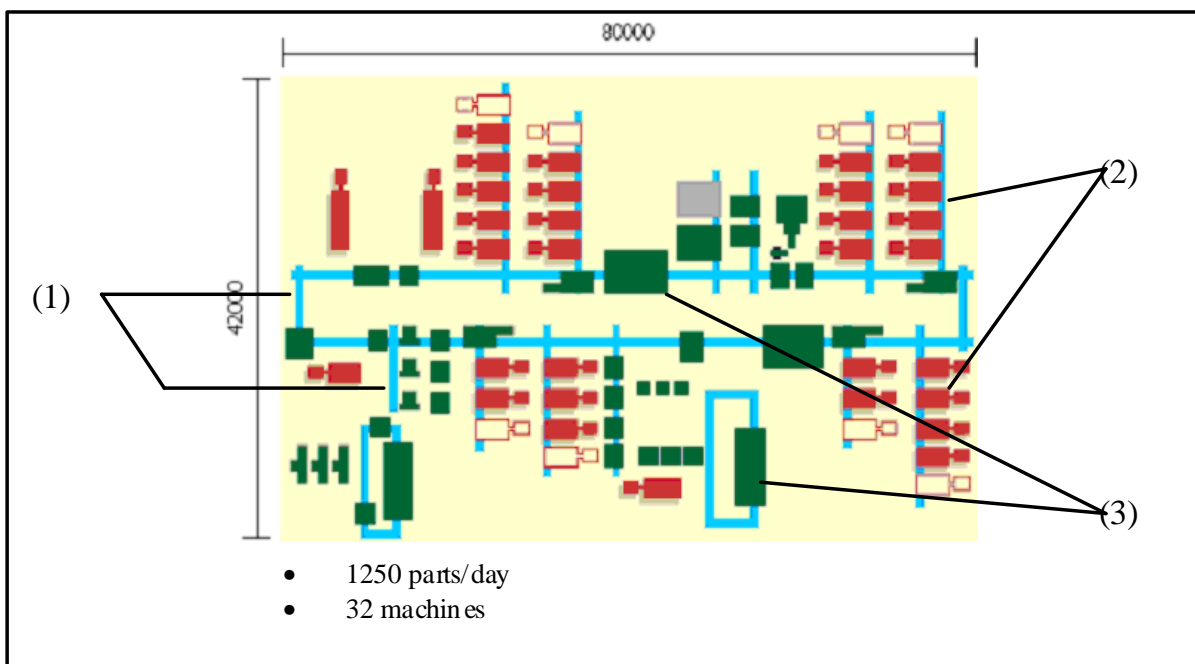 80000
42000
(1)
(2)
(3)
• 1250 parts/day
• 32 machines